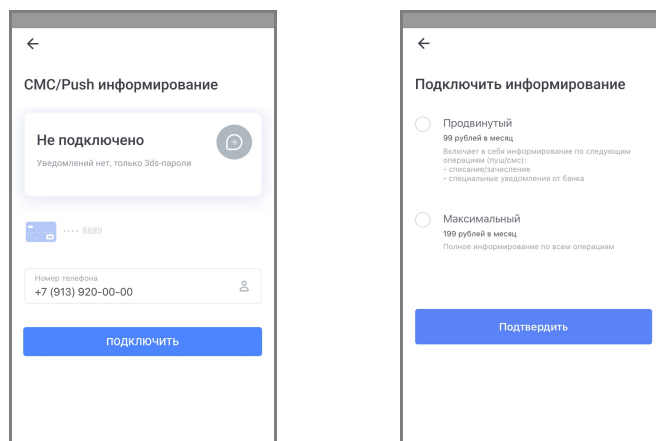 СМС/Push информирование
Не подключено
Уведомлений нет, только 3ds-пароли
···· 8889
Номер телефона
+7 (913) 920-00-00
ПОДКЛЮЧИТЬ
Подключить информирование
Продвинутый
99 рублей в месяц
Включает в себя информирование по следующим
операциям (пуш/смс):
- списание/зачисление
- специальные уведомления от банка
Максимальный
199 рублей в месяц
Полное информирование по всем операциям
Подтвердить